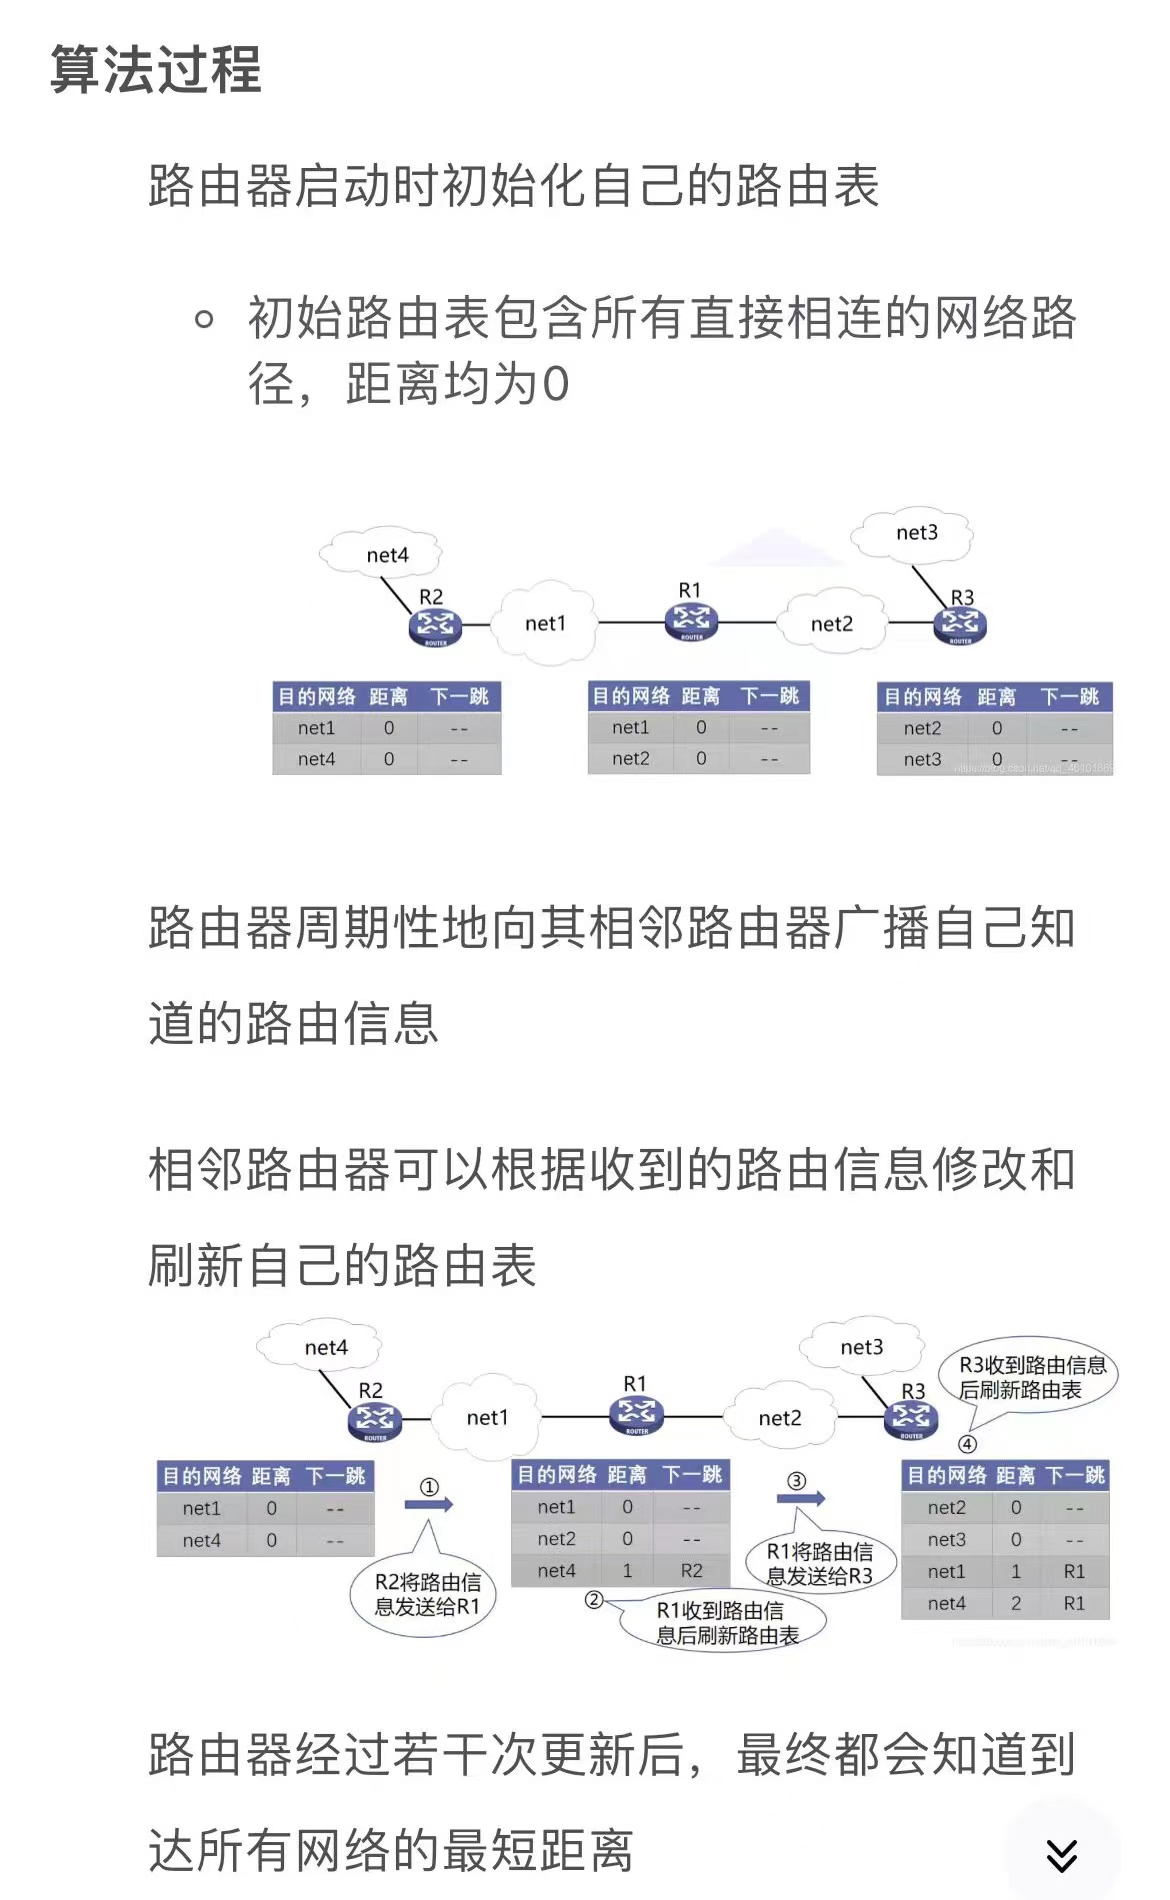 算法过程
路由器启动时初始化自己的路由表
初始路由表包含所有直接相连的网络路
径，距离均为0
net4
net3
R2
R1
R3
net1
net2
ROUTER
ROUTER
ROUTER
目的网络 距离 下一跳
net1 0 --
net4 0 --
目的网络 距离 下一跳
net1 0 --
net2 0 --
目的网络 距离 下一跳
net2 0 --
net3 0 --
路由器周期性地向其相邻路由器广播自己知
道的路由信息
相邻路由器可以根据收到的路由信息修改和
刷新自己的路由表
net4
net3
R3收到路由信息
后刷新路由表
R2
R1
R3
net1
net2
ROUTER
ROUTER
ROUTER
④
目的网络 距离 下一跳
net1 0 --
net4 0 --
①
R2将路由信
息发送给R1
目的网络 距离 下一跳
net1 0 --
net2 0 --
net4 1 R2
②
R1收到路由信
息后刷新路由表
③
R1将路由信
息发送给R3
目的网络 距离 下一跳
net2 0 --
net3 0 --
net1 1 R1
net4 2 R1
路由器经过若干次更新后，最终都会知道到
达所有网络的最短距离